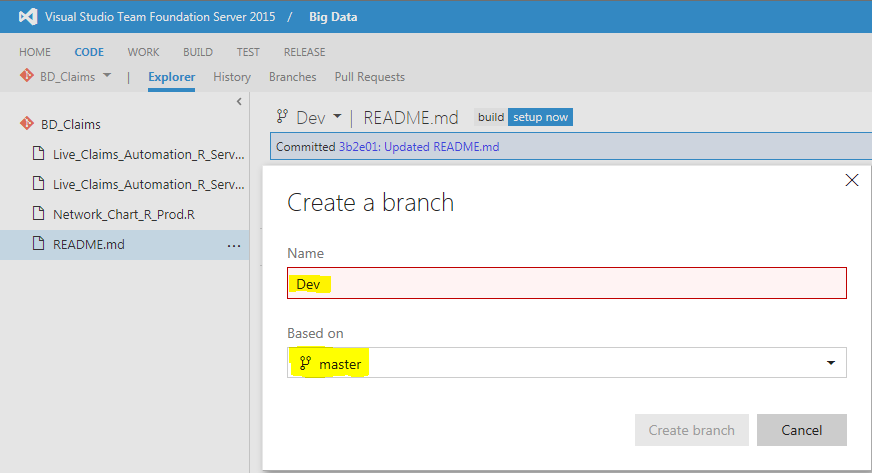 Visual Studio Team Foundation Server 2015 / Big Data
HOME CODE WORK BUILD TEST RELEASE
BD_Claims | Explorer History Branches Pull Requests
BD_Claims
Live_Claims_Automation_R_Serv...
Live_Claims_Automation_R_Serv...
Network_Chart_R_Prod.R
README.md ...
Dev | README.md build setup now
Committed 3b2e01: Updated README.md
Create a branch
Name
Dev
Based on
master
Create branch Cancel